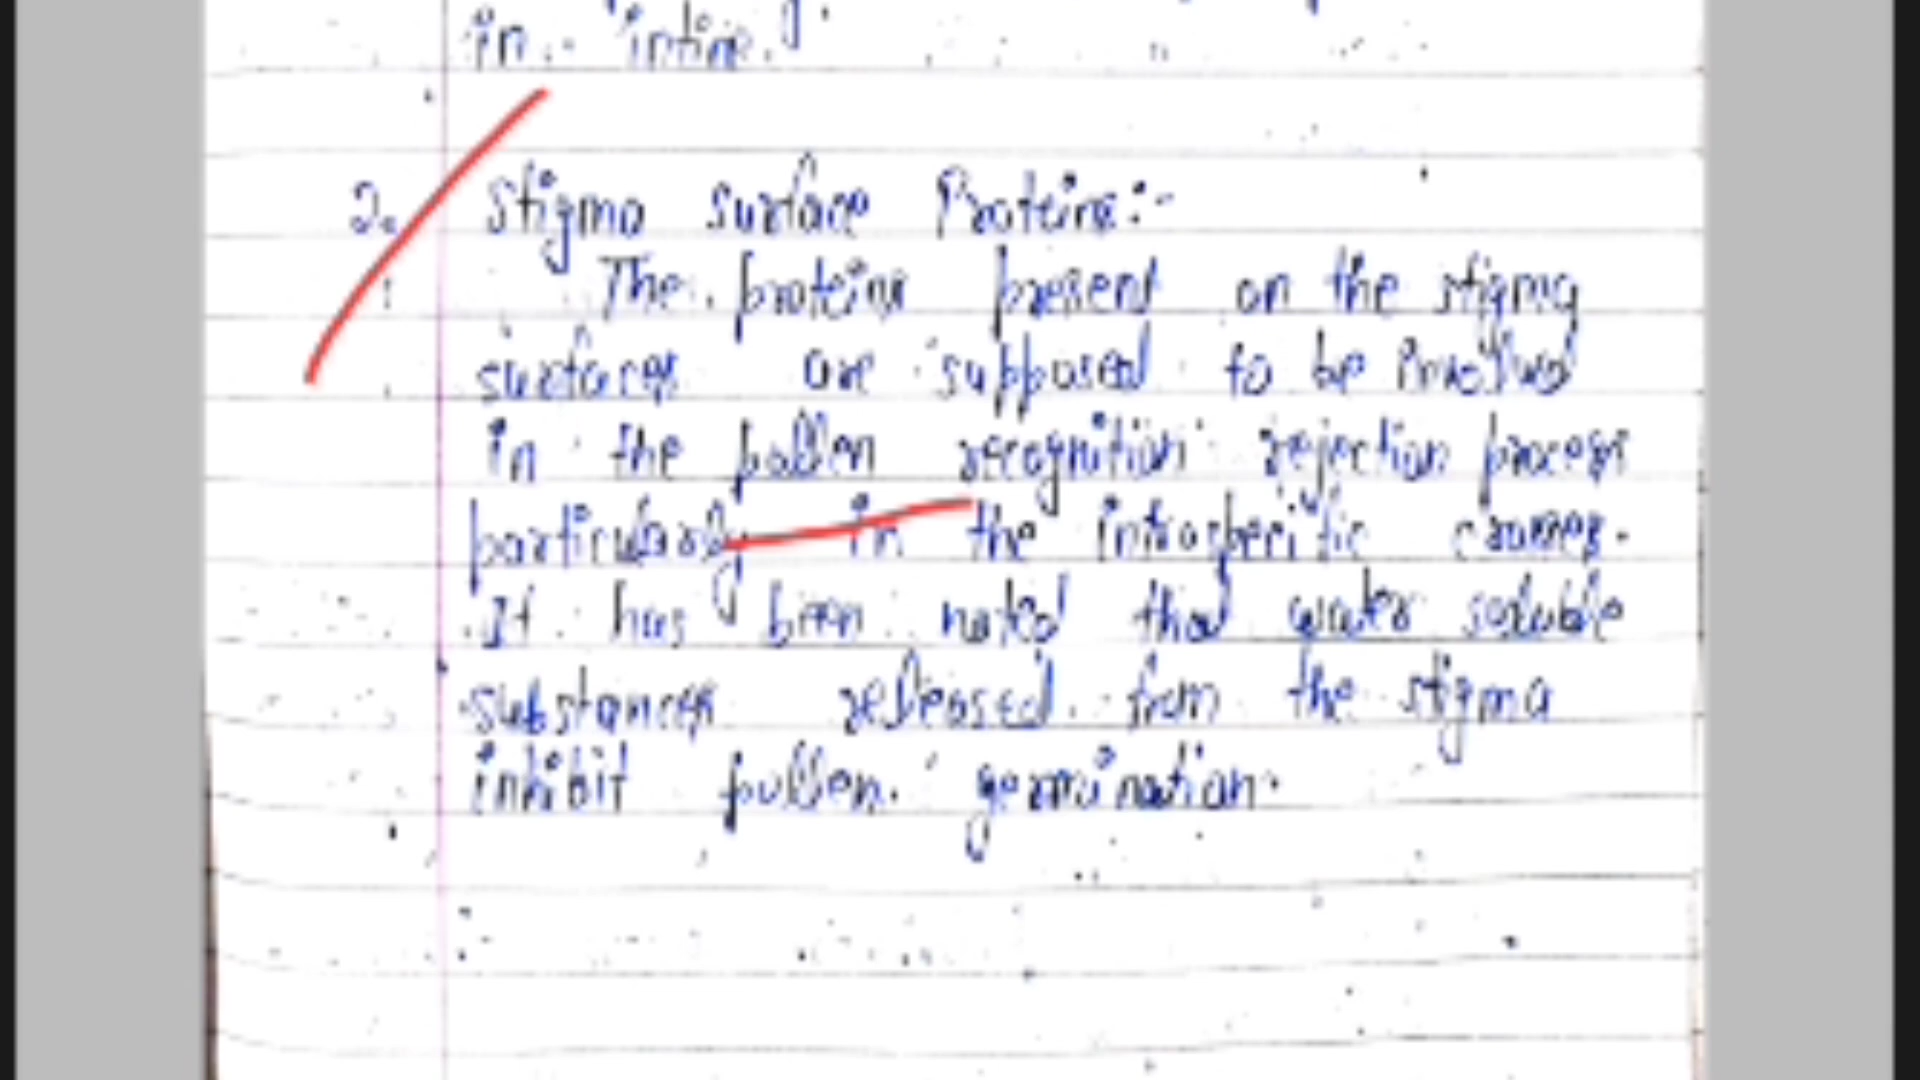 in intine.
2. Stigma surface Proteins:-
The proteins present on the stigma
surfaces are supposed to be involved
in the pollen recognition rejection process
particularly in the intraspecific crosses.
It has been noted that water soluble
substances released from the stigma
inhibit pollen germination.